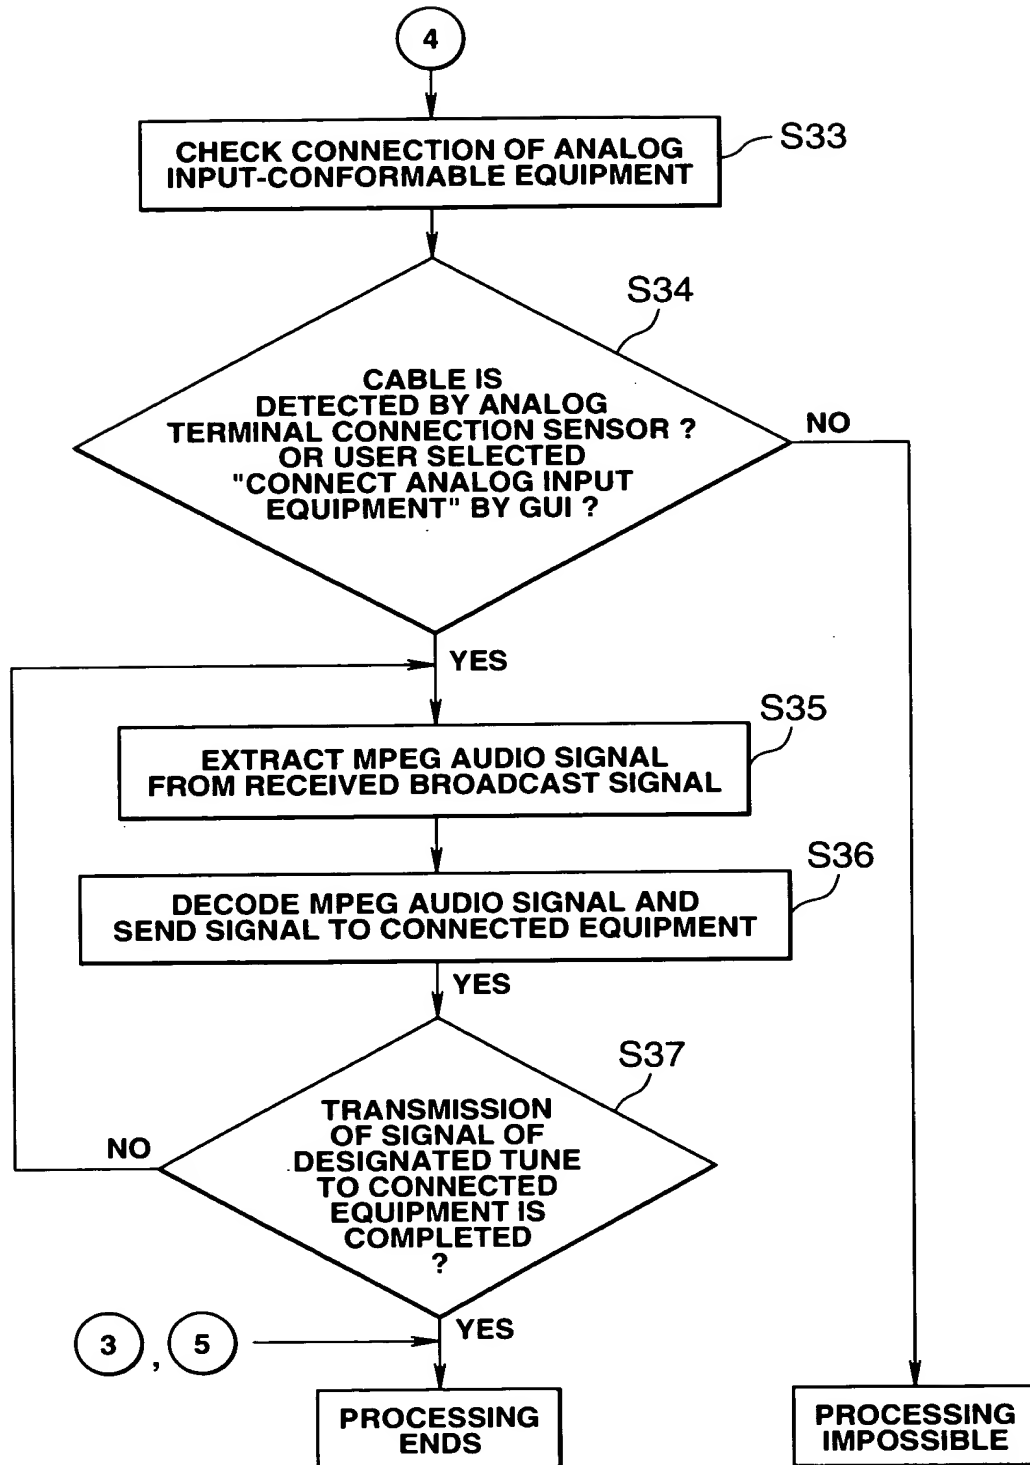 4
CHECK CONNECTION OF ANALOG
INPUT-CONFORMABLE EQUIPMENT
S33
S34
CABLE IS
DETECTED BY ANALOG
TERMINAL CONNECTION SENSOR ?
OR USER SELECTED
"CONNECT ANALOG INPUT
EQUIPMENT" BY GUI ?
NO
YES
S35
EXTRACT MPEG AUDIO SIGNAL
FROM RECEIVED BROADCAST SIGNAL
S36
DECODE MPEG AUDIO SIGNAL AND
SEND SIGNAL TO CONNECTED EQUIPMENT
YES
S37
TRANSMISSION
OF SIGNAL OF
DESIGNATED TUNE
TO CONNECTED
EQUIPMENT IS
COMPLETED
?
NO
YES
3 , 5
PROCESSING
ENDS
PROCESSING
IMPOSSIBLE